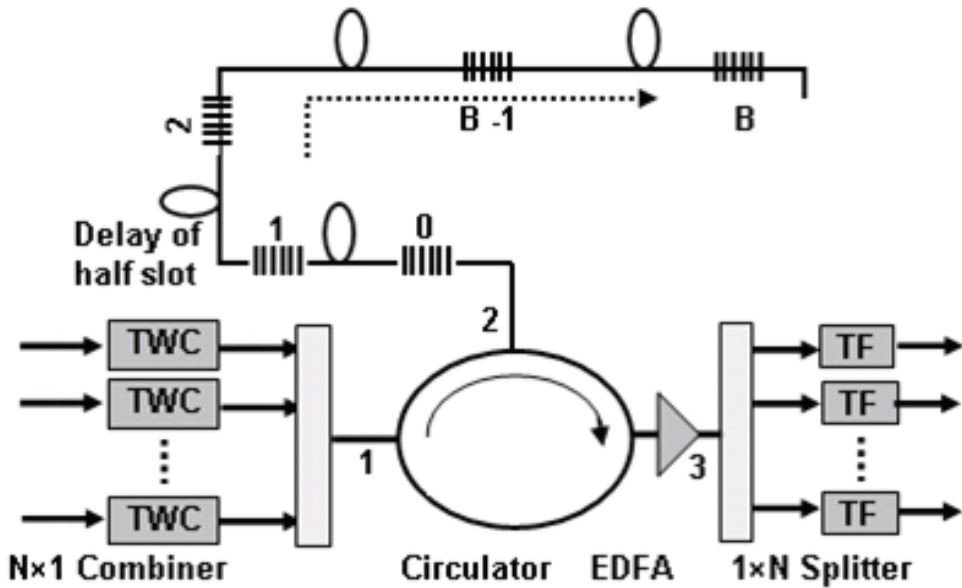 B -1
B
2
1
0
Delay of
half slot
2
TWC
TF
TWC
TF
1
3
TWC
TF
N×1 Combiner
Circulator
EDFA
1×N Splitter